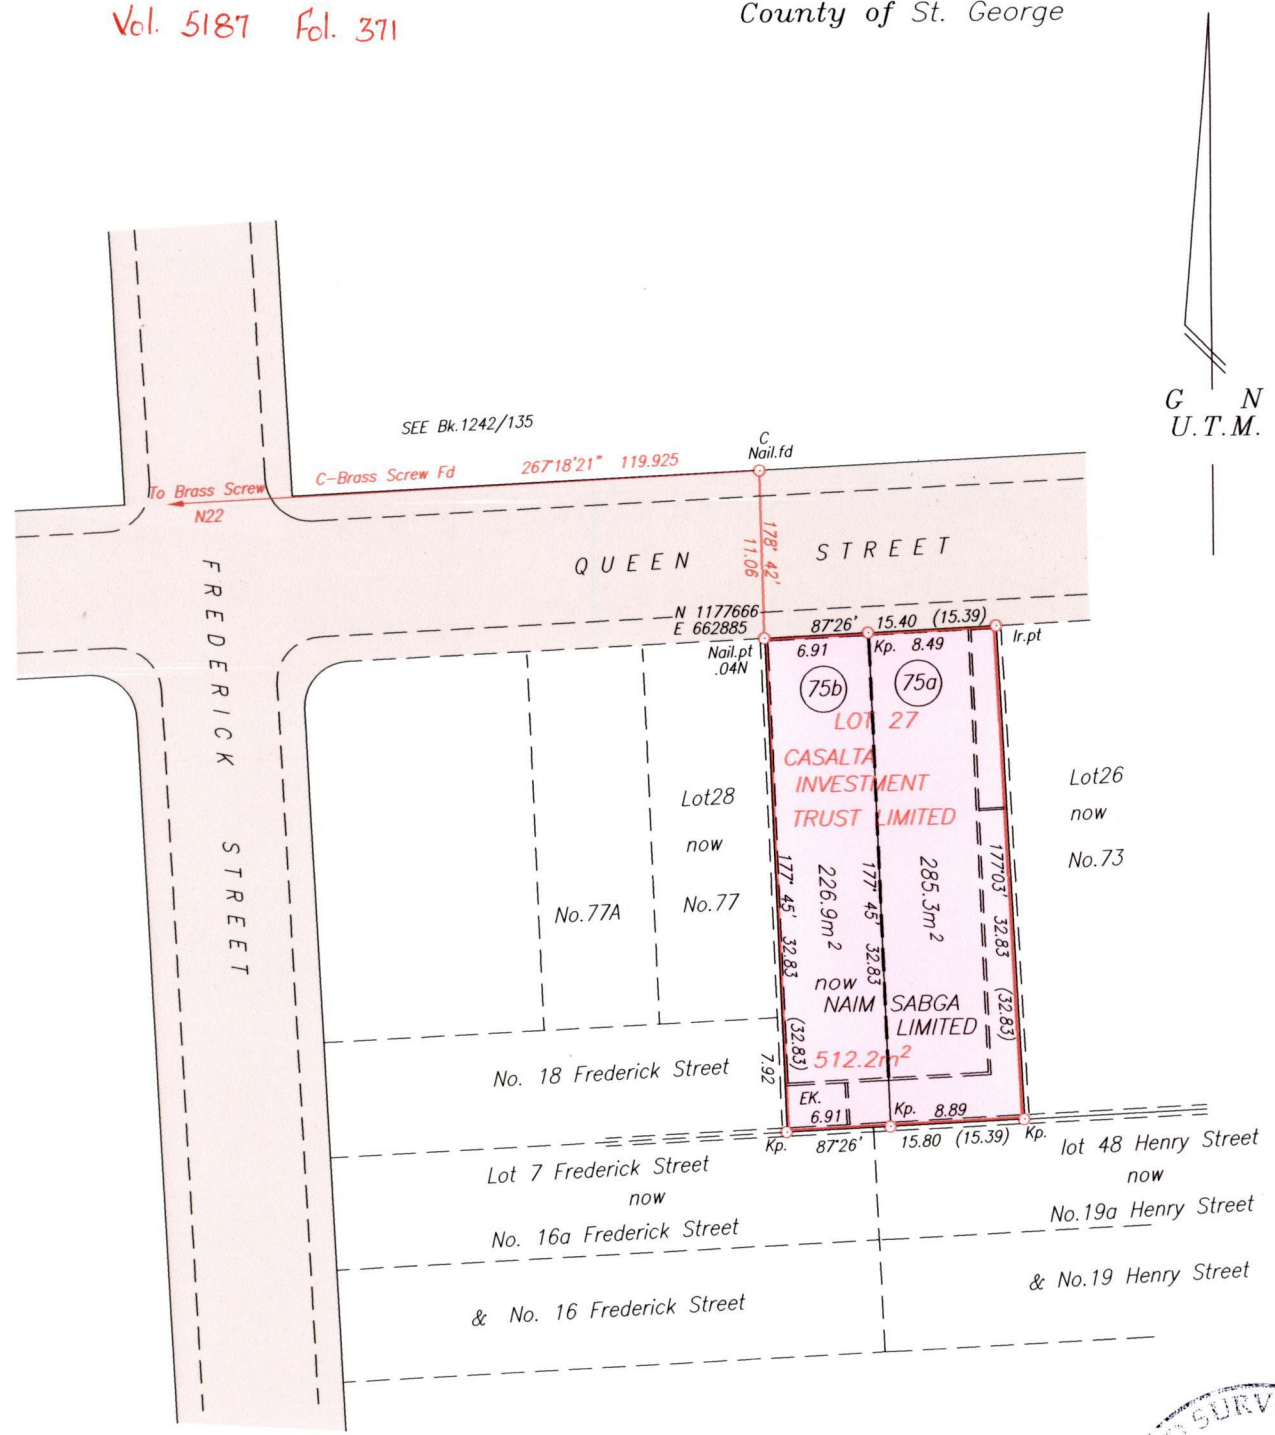 Vol. 5187 Fol. 371
County of St. George
G N
U.T.M.
SEE Bk.1242/135
C
Nail.fd
C-Brass Screw Fd 267°18'21" 119.925
To Brass Screw
N22
178° 42'
11.06
QUEEN STREET
FREDERICK STREET
N 1177666
E 662885
87°26' 15.40 (15.39)
Ir.pt
Nail.pt
.04N
6.91
Kp. 8.49
75b
75a
LOT 27
CASALTA
INVESTMENT
TRUST LIMITED
Lot28
now
No.77
No.77A
Lot26
now
No.73
177° 45' 32.83 (32.83)
226.9m2
177° 45' 32.83
285.3m2
177°03' 32.83 (32.83)
now
NAIM SABGA
LIMITED
512.2m2
7.92
EK.
6.91
Kp. 8.89
Kp. 87°26' 15.80 (15.39) Kp.
No. 18 Frederick Street
Lot 7 Frederick Street
now
No. 16a Frederick Street
& No. 16 Frederick Street
lot 48 Henry Street
now
No.19a Henry Street
& No.19 Henry Street